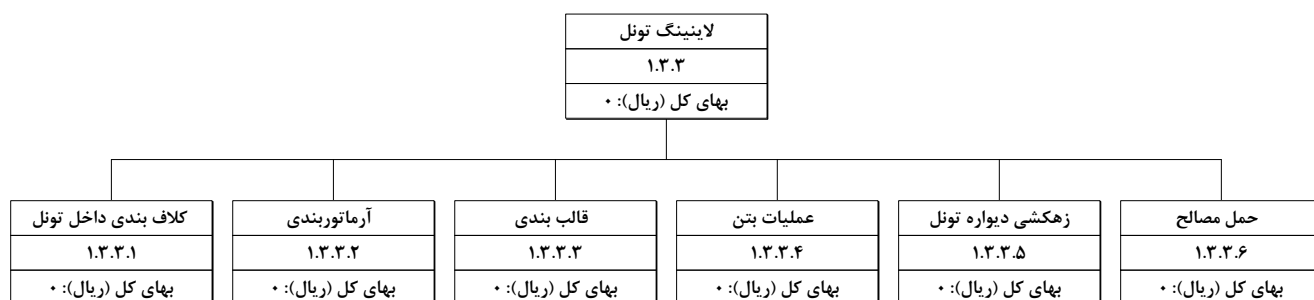 لاینینگ تونل
۱.۳.۳
بهای کل (ریال): ۰
کلاف بندی داخل تونل
۱.۳.۳.۱
بهای کل (ریال): ۰
آرماتوربندی
۱.۳.۳.۲
بهای کل (ریال): ۰
قالب بندی
۱.۳.۳.۳
بهای کل (ریال): ۰
عملیات بتن
۱.۳.۳.۴
بهای کل (ریال): ۰
زهکشی دیواره تونل
۱.۳.۳.۵
بهای کل (ریال): ۰
حمل مصالح
۱.۳.۳.۶
بهای کل (ریال): ۰